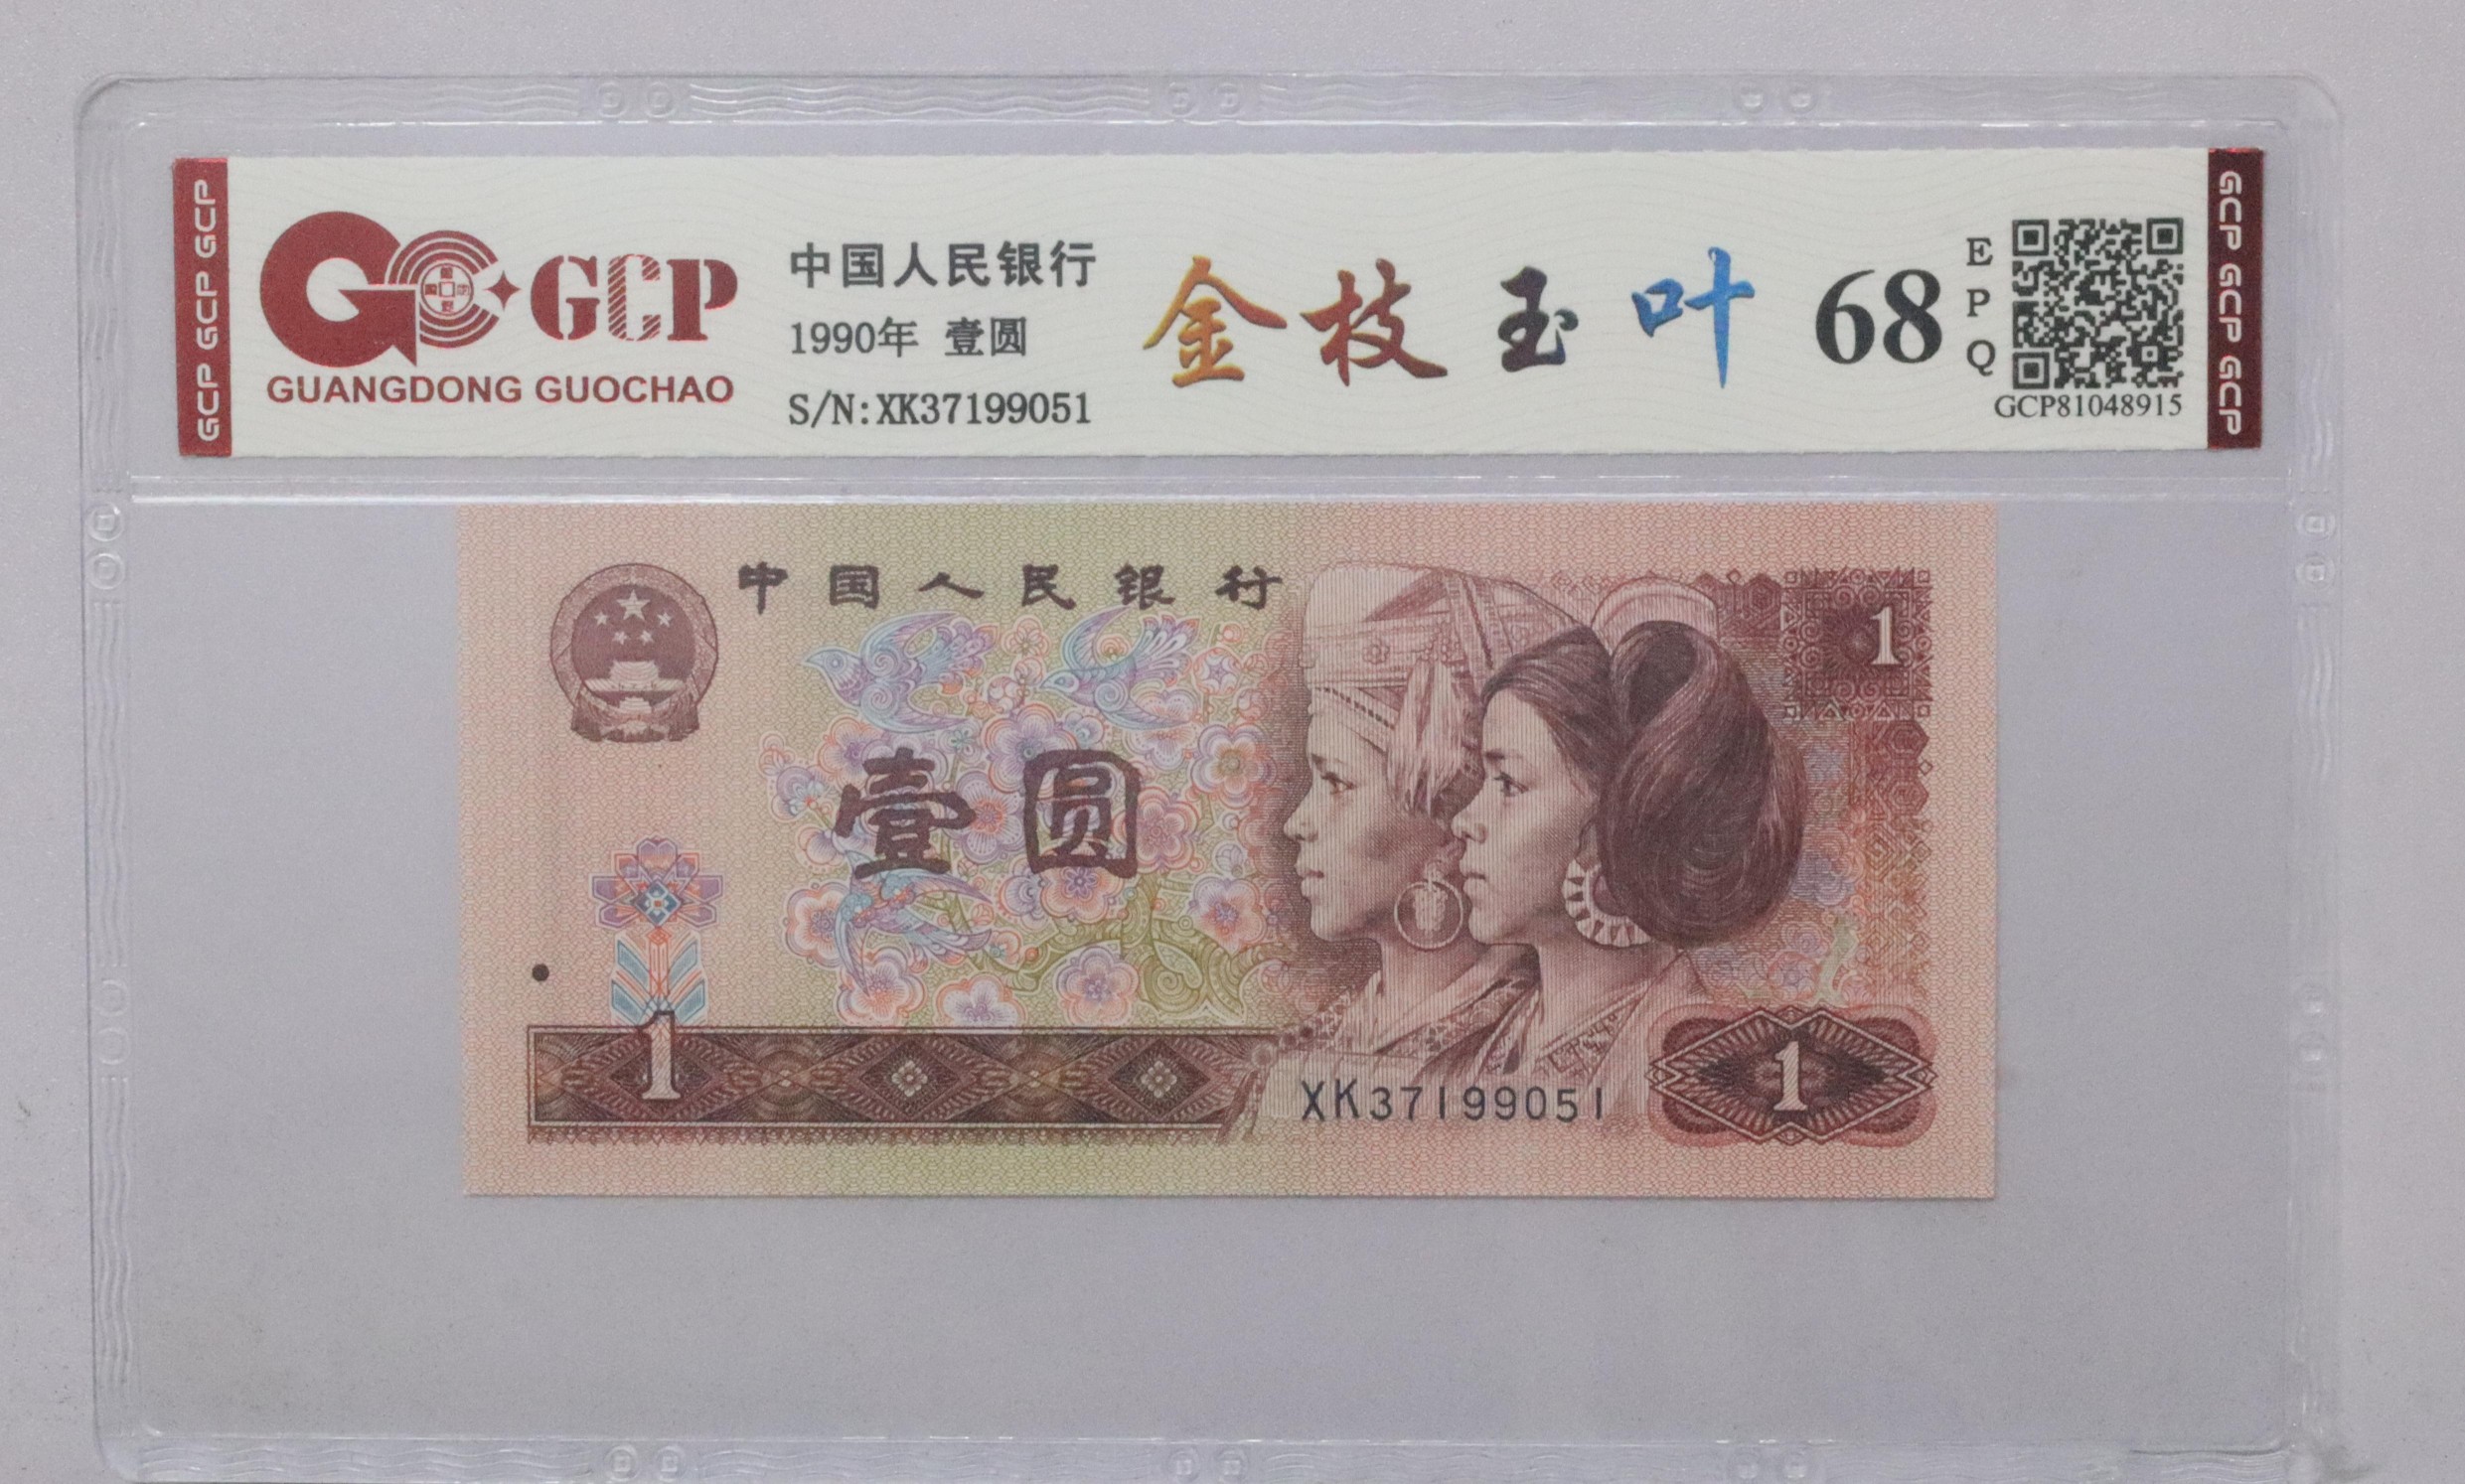 GCP GCP GCP
GCP
GUANGDONG GUOCHAO
中国人民银行
1990年 壹圆
S/N:XK37199051
金枝玉叶
68
EPQ
GCP81048915
GCP GCP GCP
中国人民银行
1
壹圆
1
XK37199051
1